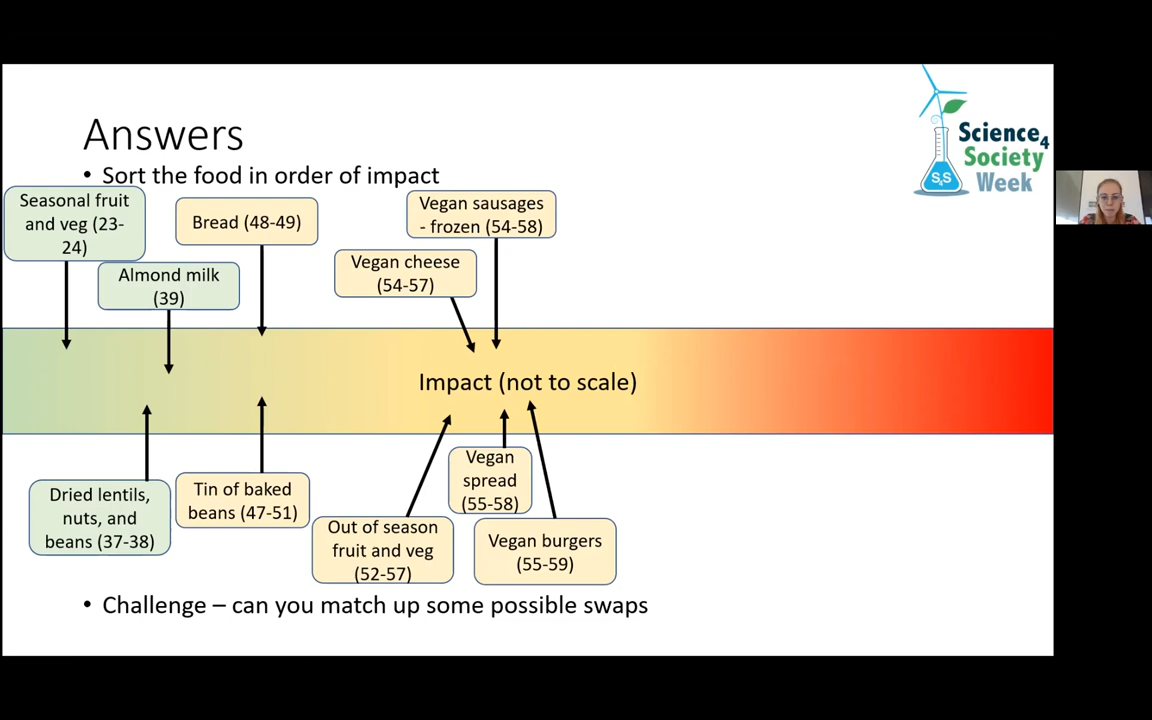 Answers
• Sort the food in order of impact
Seasonal fruit
and veg (23-
24)
Almond milk
(39)
Bread (48-49)
Vegan cheese
(54-57)
Vegan sausages
- frozen (54-58)
Impact (not to scale)
Dried lentils,
nuts, and
beans (37-38)
Tin of baked
beans (47-51)
Out of season
fruit and veg
(52-57)
Vegan
spread
(55-58)
Vegan burgers
(55-59)
• Challenge – can you match up some possible swaps
Science4
Society
Week
S4S